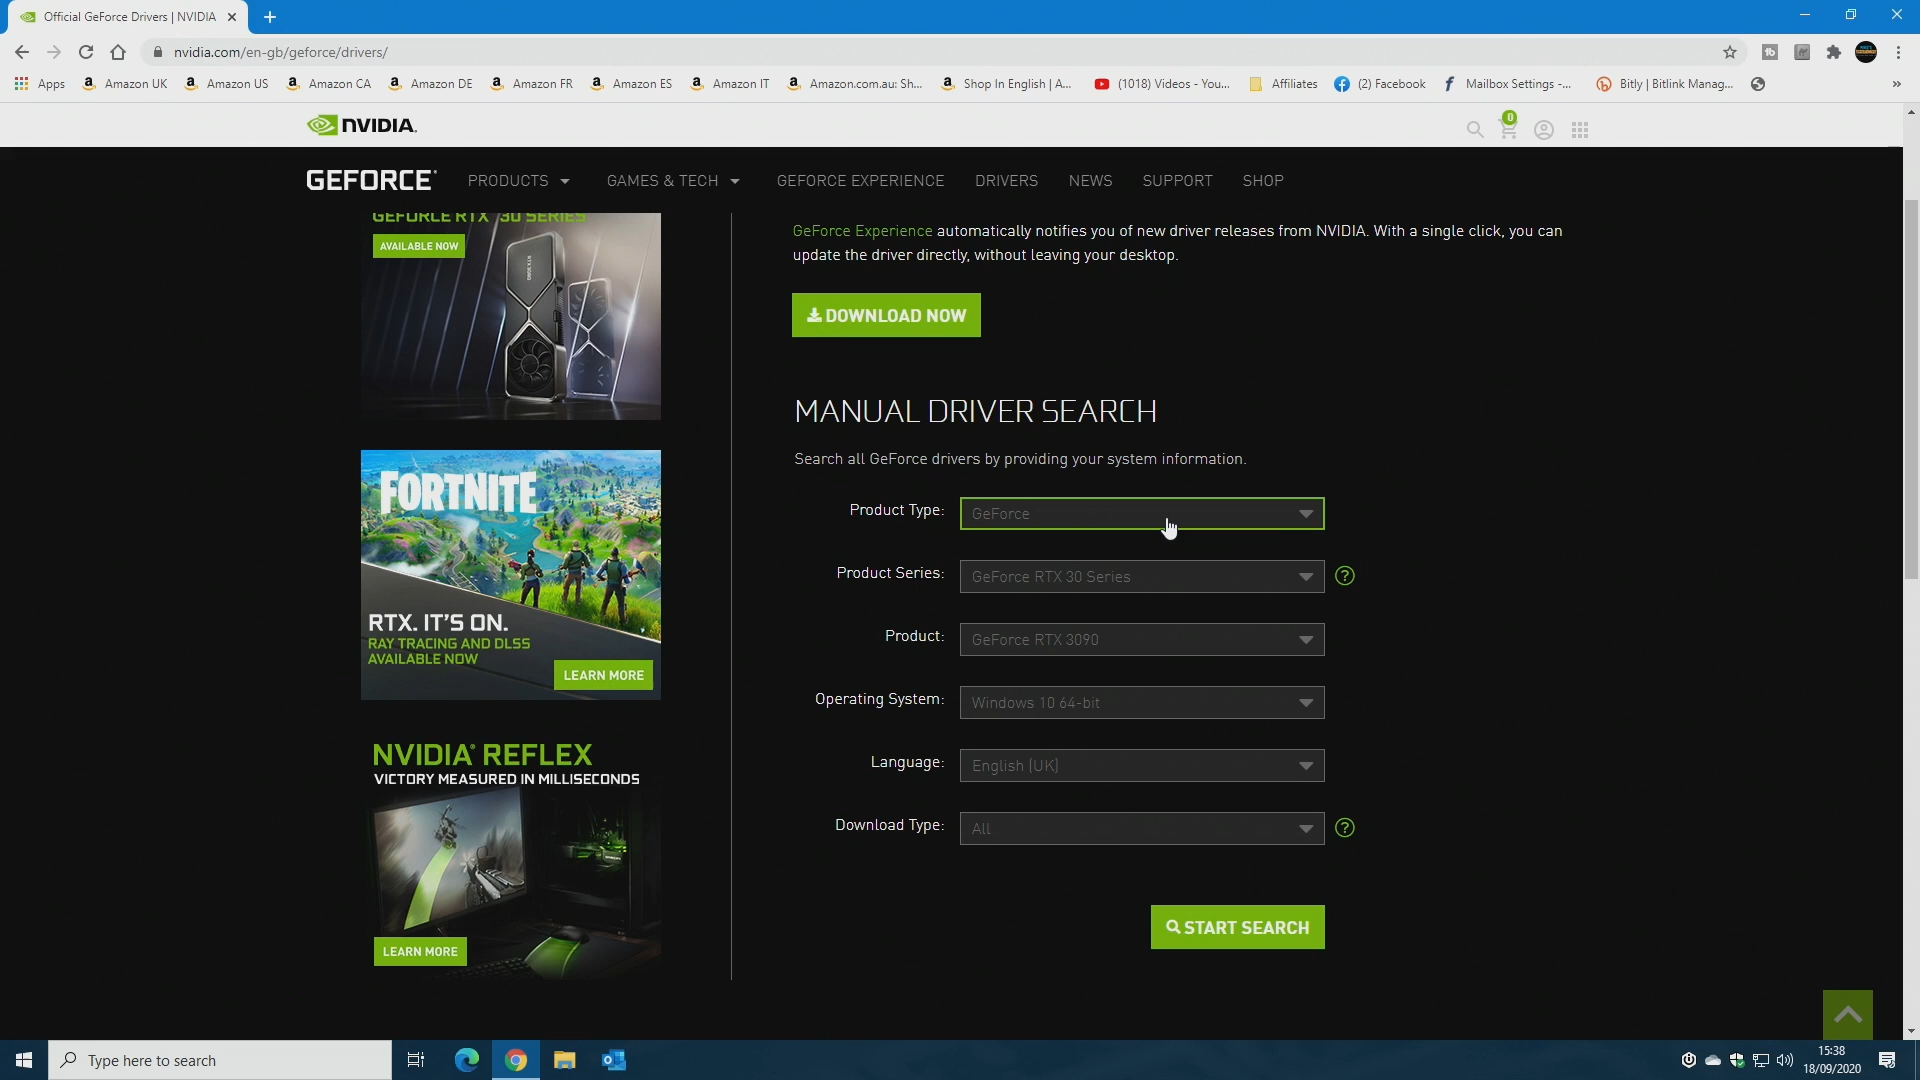 Official GeForce Drivers | NVIDIA
nvidia.com/en-gb/geforce/drivers/
Apps
Amazon UK
Amazon US
Amazon CA
Amazon DE
Amazon FR
Amazon ES
Amazon IT
Amazon.com.au: Sh...
Shop In English | A...
(1018) Videos - You...
Affiliates
(2) Facebook
Mailbox Settings -...
Bitly | Bitlink Manag...
»
NVIDIA.
0
GEFORCE
PRODUCTS
GAMES & TECH
GEFORCE EXPERIENCE
DRIVERS
NEWS
SUPPORT
SHOP
GEFORCE RTX 30 SERIES
AVAILABLE NOW
GeForce Experience automatically notifies you of new driver releases from NVIDIA. With a single click, you can
update the driver directly, without leaving your desktop.
DOWNLOAD NOW
MANUAL DRIVER SEARCH
Search all GeForce drivers by providing your system information.
Product Type: GeForce
Product Series: GeForce RTX 30 Series ?
Product: GeForce RTX 3090
Operating System: Windows 10 64-bit
Language: English (UK)
Download Type: All ?
START SEARCH
FORTNITE
RTX. IT'S ON.
RAY TRACING AND DLSS
AVAILABLE NOW
LEARN MORE
NVIDIA REFLEX
VICTORY MEASURED IN MILLISECONDS
LEARN MORE
Type here to search
15:38
18/09/2020